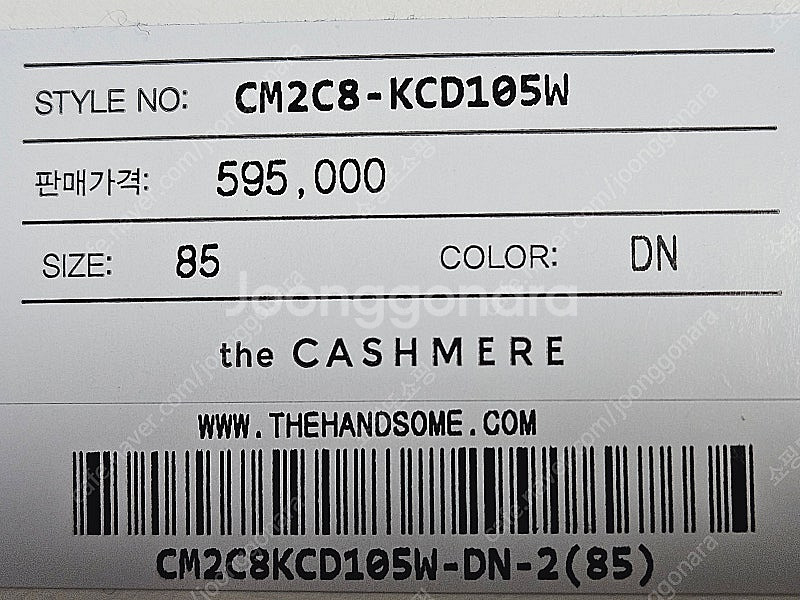 STYLE NO: CM2C8-KCD105W
판매가격: 595,000
SIZE: 85 COLOR: DN
Joonggonara
the CASHMERE
WWW.THEHANDSOME.COM
CM2C8KCD105W-DN-2(85)